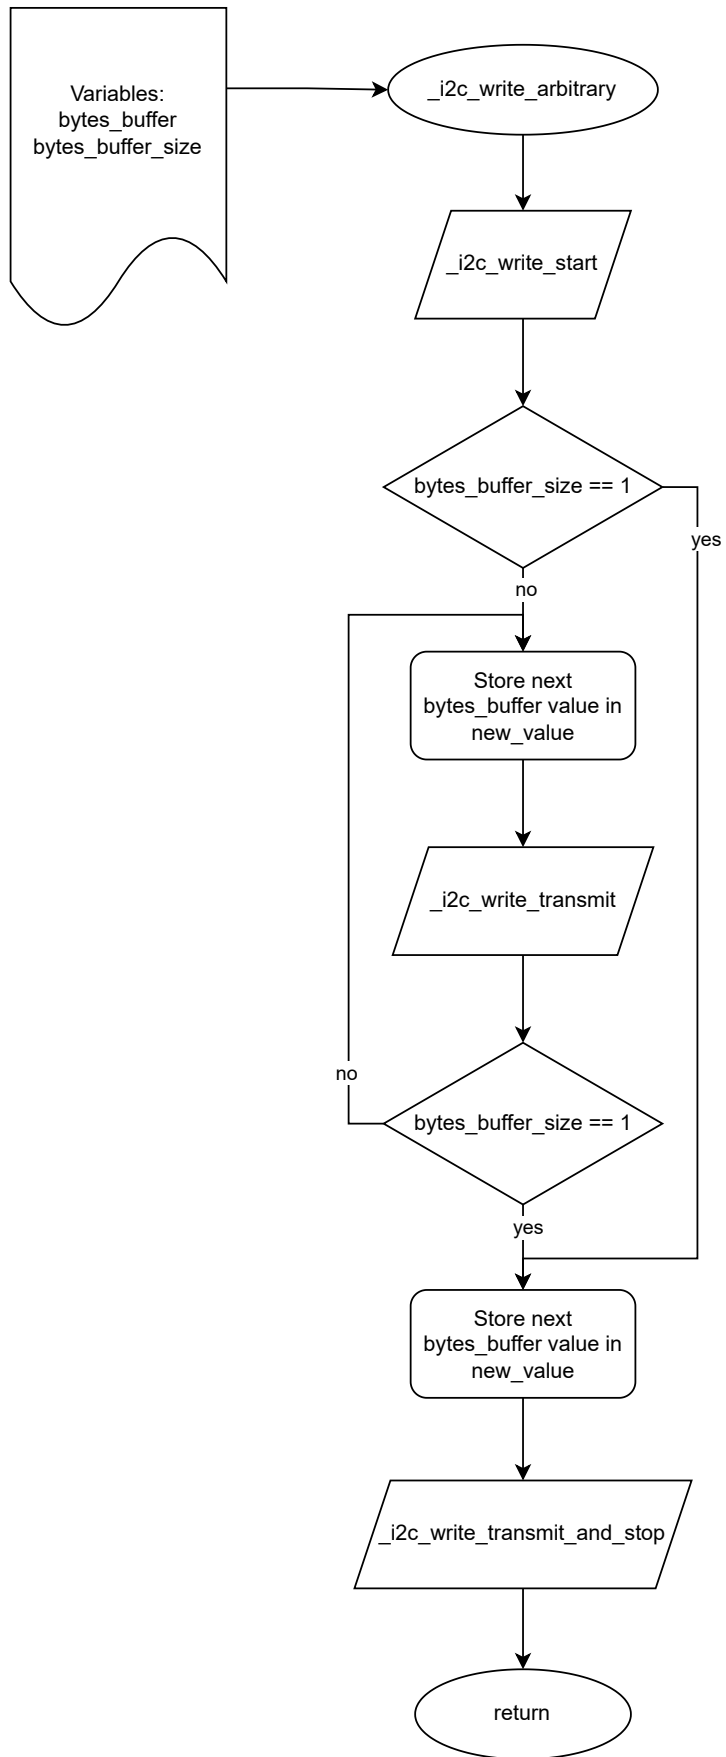 Variables:
bytes_buffer
bytes_buffer_size
_i2c_write_arbitrary
_i2c_write_start
bytes_buffer_size == 1
yes
no
Store next
bytes_buffer value in
new_value
_i2c_write_transmit
no
bytes_buffer_size == 1
yes
Store next
bytes_buffer value in
new_value
_i2c_write_transmit_and_stop
return